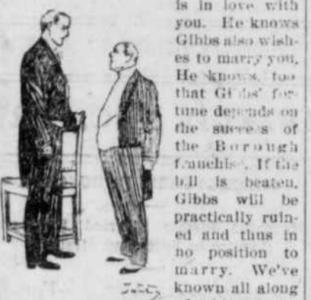 is in love with
you. He knows
Gibbs also wish-
es to marry you.
He knows, too
that Gibbs' for-
tune depends on
the success of
the Borough
franchise. If the
bill is beaten,
Gibbs will be
practically ruin-
ed and thus in
no position to
marry. We've
known all along